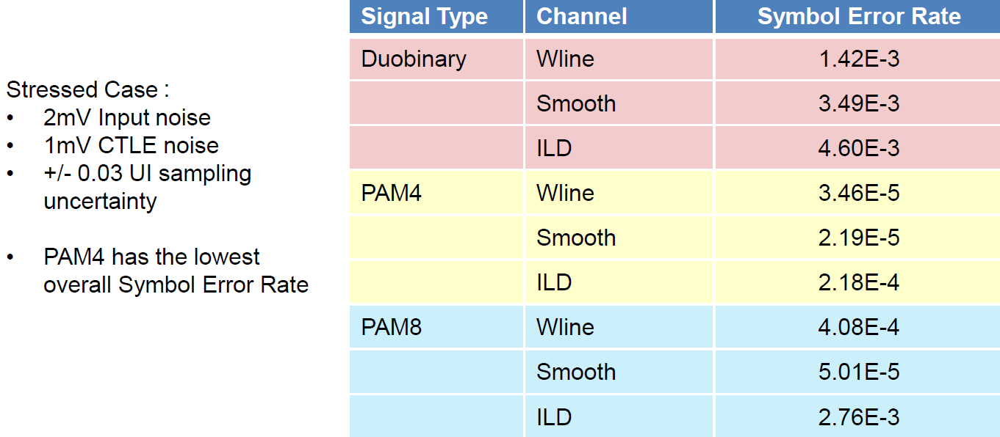 Stressed Case :
• 2mV Input noise
• 1mV CTLE noise
• +/- 0.03 UI sampling
uncertainty
• PAM4 has the lowest
overall Symbol Error Rate
Signal Type Channel Symbol Error Rate
Duobinary Wline 1.42E-3
Smooth 3.49E-3
ILD 4.60E-3
PAM4 Wline 3.46E-5
Smooth 2.19E-5
ILD 2.18E-4
PAM8 Wline 4.08E-4
Smooth 5.01E-5
ILD 2.76E-3